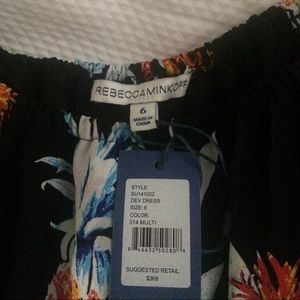 REBECCAMINKOFF
6
MADE IN
CHINA
STYLE:
SU141022
DEV DRESS
SIZE: 6
COLOR:
314 MULTI
SUGGESTED RETAIL:
$368